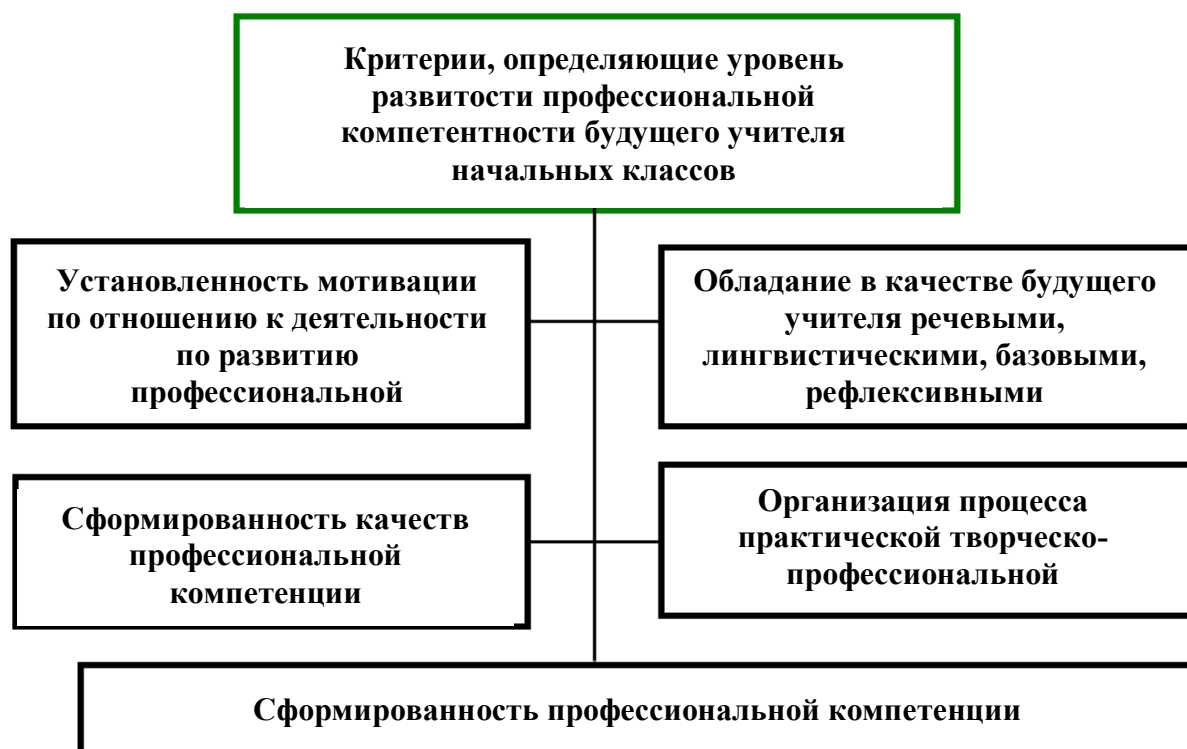 Критерии, определяющие уровень
развитости профессиональной
компетентности будущего учителя
начальных классов
Установленность мотивации
по отношению к деятельности
по развитию
профессиональной
Обладание в качестве будущего
учителя речевыми,
лингвистическими, базовыми,
рефлексивными
Сформированность качеств
профессиональной
компетенции
Организация процесса
практической творческо-
профессиональной
Сформированность профессиональной компетенции